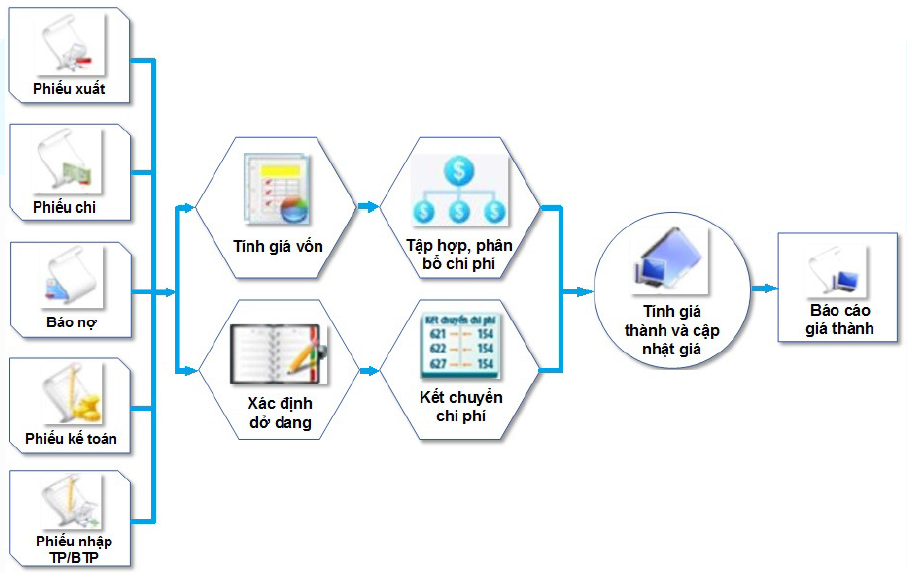 Phiếu xuất
Phiếu chi
Báo nợ
Phiếu kế toán
Phiếu nhập
TP/BTP
Tính giá vốn
Xác định
dở dang
Tập hợp, phân
bổ chi phí
Kết chuyển chi phí
621 154
622 154
627 154
Kết chuyển
chi phí
Tính giá
thành và cập
nhật giá
Báo cáo
giá thành